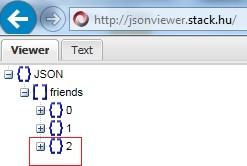 http://jsonviewer.stack.hu/
Viewer
Text
{ } JSON
[ ] friends
{ } 0
{ } 1
{ } 2